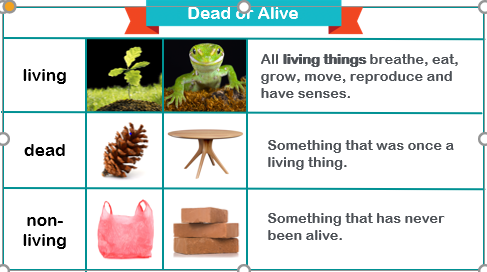 Dead or Alive
living
All living things breathe, eat,
grow, move, reproduce and
have senses.
dead
Something that was once a
living thing.
non-
living
Something that has never
been alive.